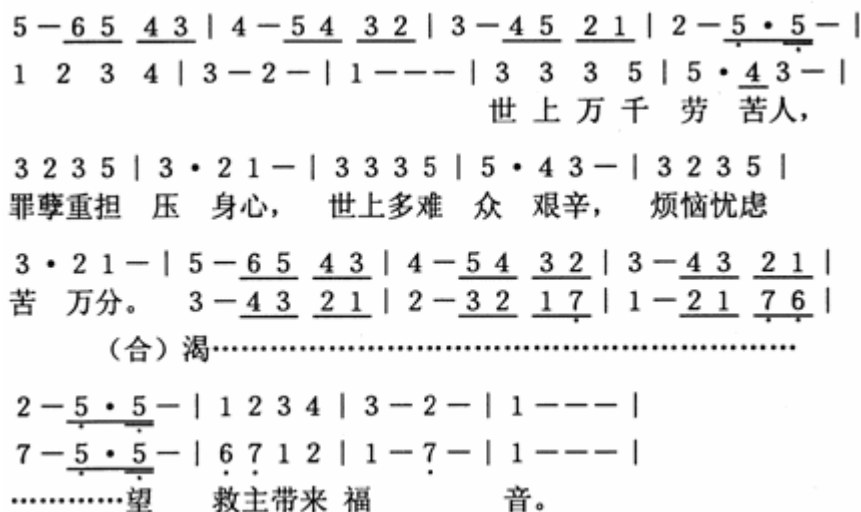 5 — 6 5 4 3 | 4 — 5 4 3 2 | 3 — 4 5 2 1 | 2 — 5 • 5 — |
1 2 3 4 | 3 — 2 — | 1 — — — | 3 3 3 5 | 5 • 4 3 — |
世 上 万 千 劳 苦人,
3 2 3 5 | 3 • 2 1 — | 3 3 3 5 | 5 • 4 3 — | 3 2 3 5 |
罪孽重担 压 身心, 世上多难 众 艰辛, 烦恼忧虑
3 • 2 1 — | 5 — 6 5 4 3 | 4 — 5 4 3 2 | 3 — 4 3 2 1 |
苦 万分。 3 — 4 3 2 1 | 2 — 3 2 1 7 | 1 — 2 1 7 6 |
(合)渴……………………………………………
2 — 5 • 5 — | 1 2 3 4 | 3 — 2 — | 1 — — — |
7 — 5 • 5 — | 6 7 1 2 | 1 — 7 — | 1 — — — |
…………望 救主带来 福 音。